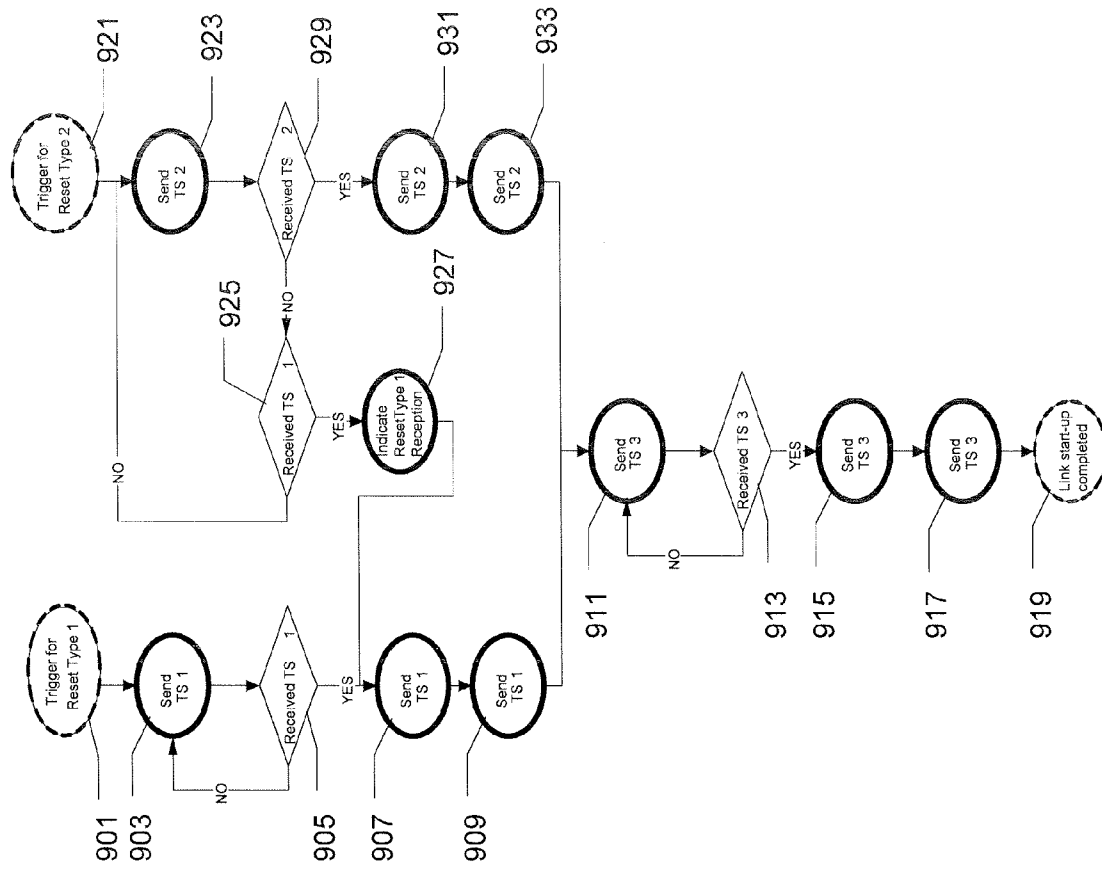 Trigger for
Reset Type 1
901
Send
TS 1
903
Received TS 1
905
NO
YES
Send
TS 1
907
Send
TS 1
909
Trigger for
Reset Type 2
921
Send
TS 2
923
Received TS 2
929
NO
YES
Received TS 1
925
NO
YES
Indicate
ResetType 1
Reception
927
Send
TS 2
931
Send
TS 2
933
Send
TS 3
911
Received TS 3
913
NO
YES
Send
TS 3
915
Send
TS 3
917
Link start-up
completed
919